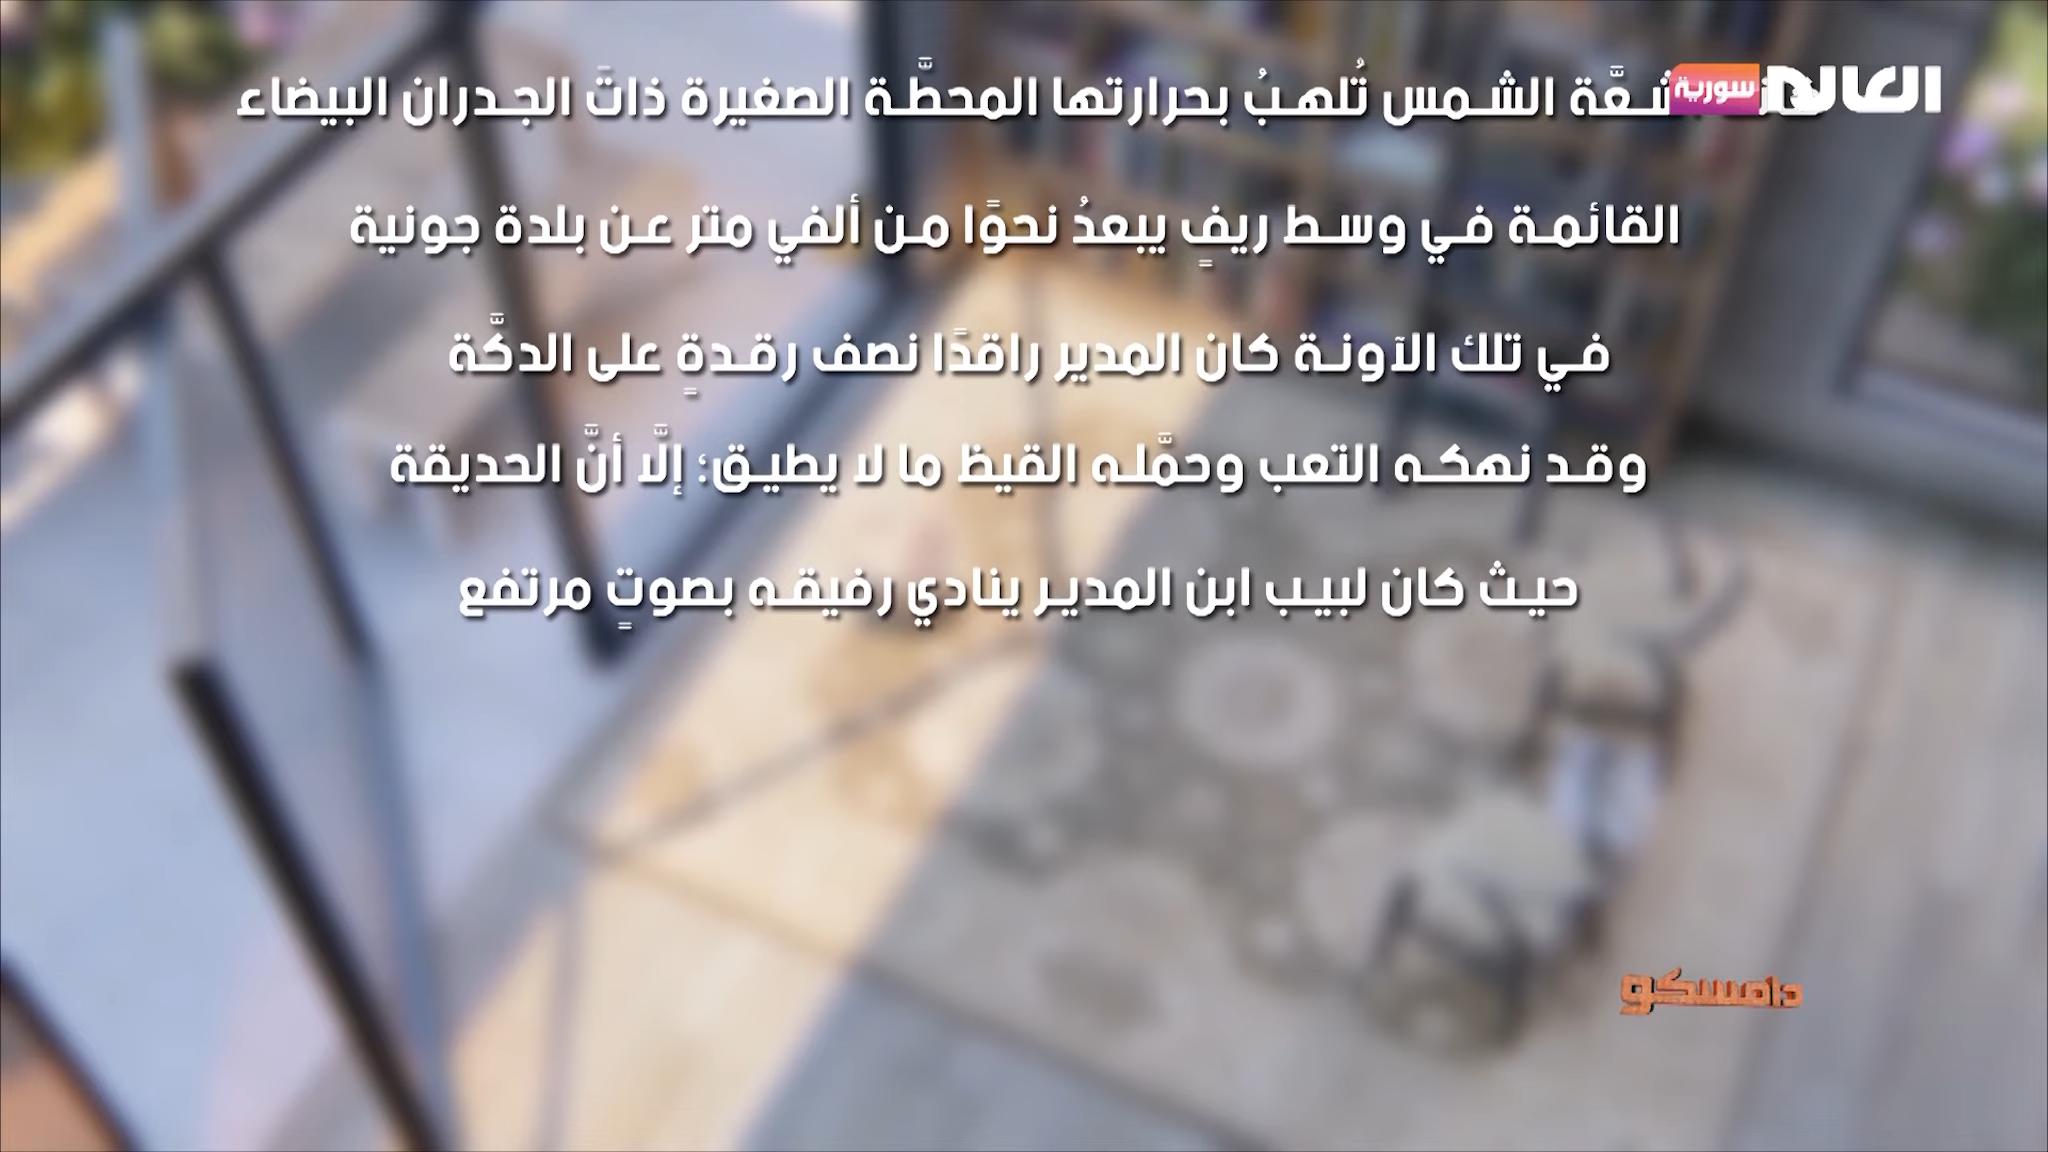 شعَّة الشمس تُلهبُ بحرارتها المحطَّة الصغيرة ذاتَ الجدران البيضاء
القائمة في وسط ريفٍ يبعدُ نحوًا من ألفي متر عن بلدة جونية
في تلك الآونة كان المدير راقدًا نصف رقدةٍ على الدكَّة
وقد نهكه التعب وحمَّله القيظ ما لا يطيق؛ إلَّا أنَّ الحديقة
حيث كان لبيب ابن المدير ينادي رفيقه بصوتٍ مرتفع
العالم سورية
دامسكو